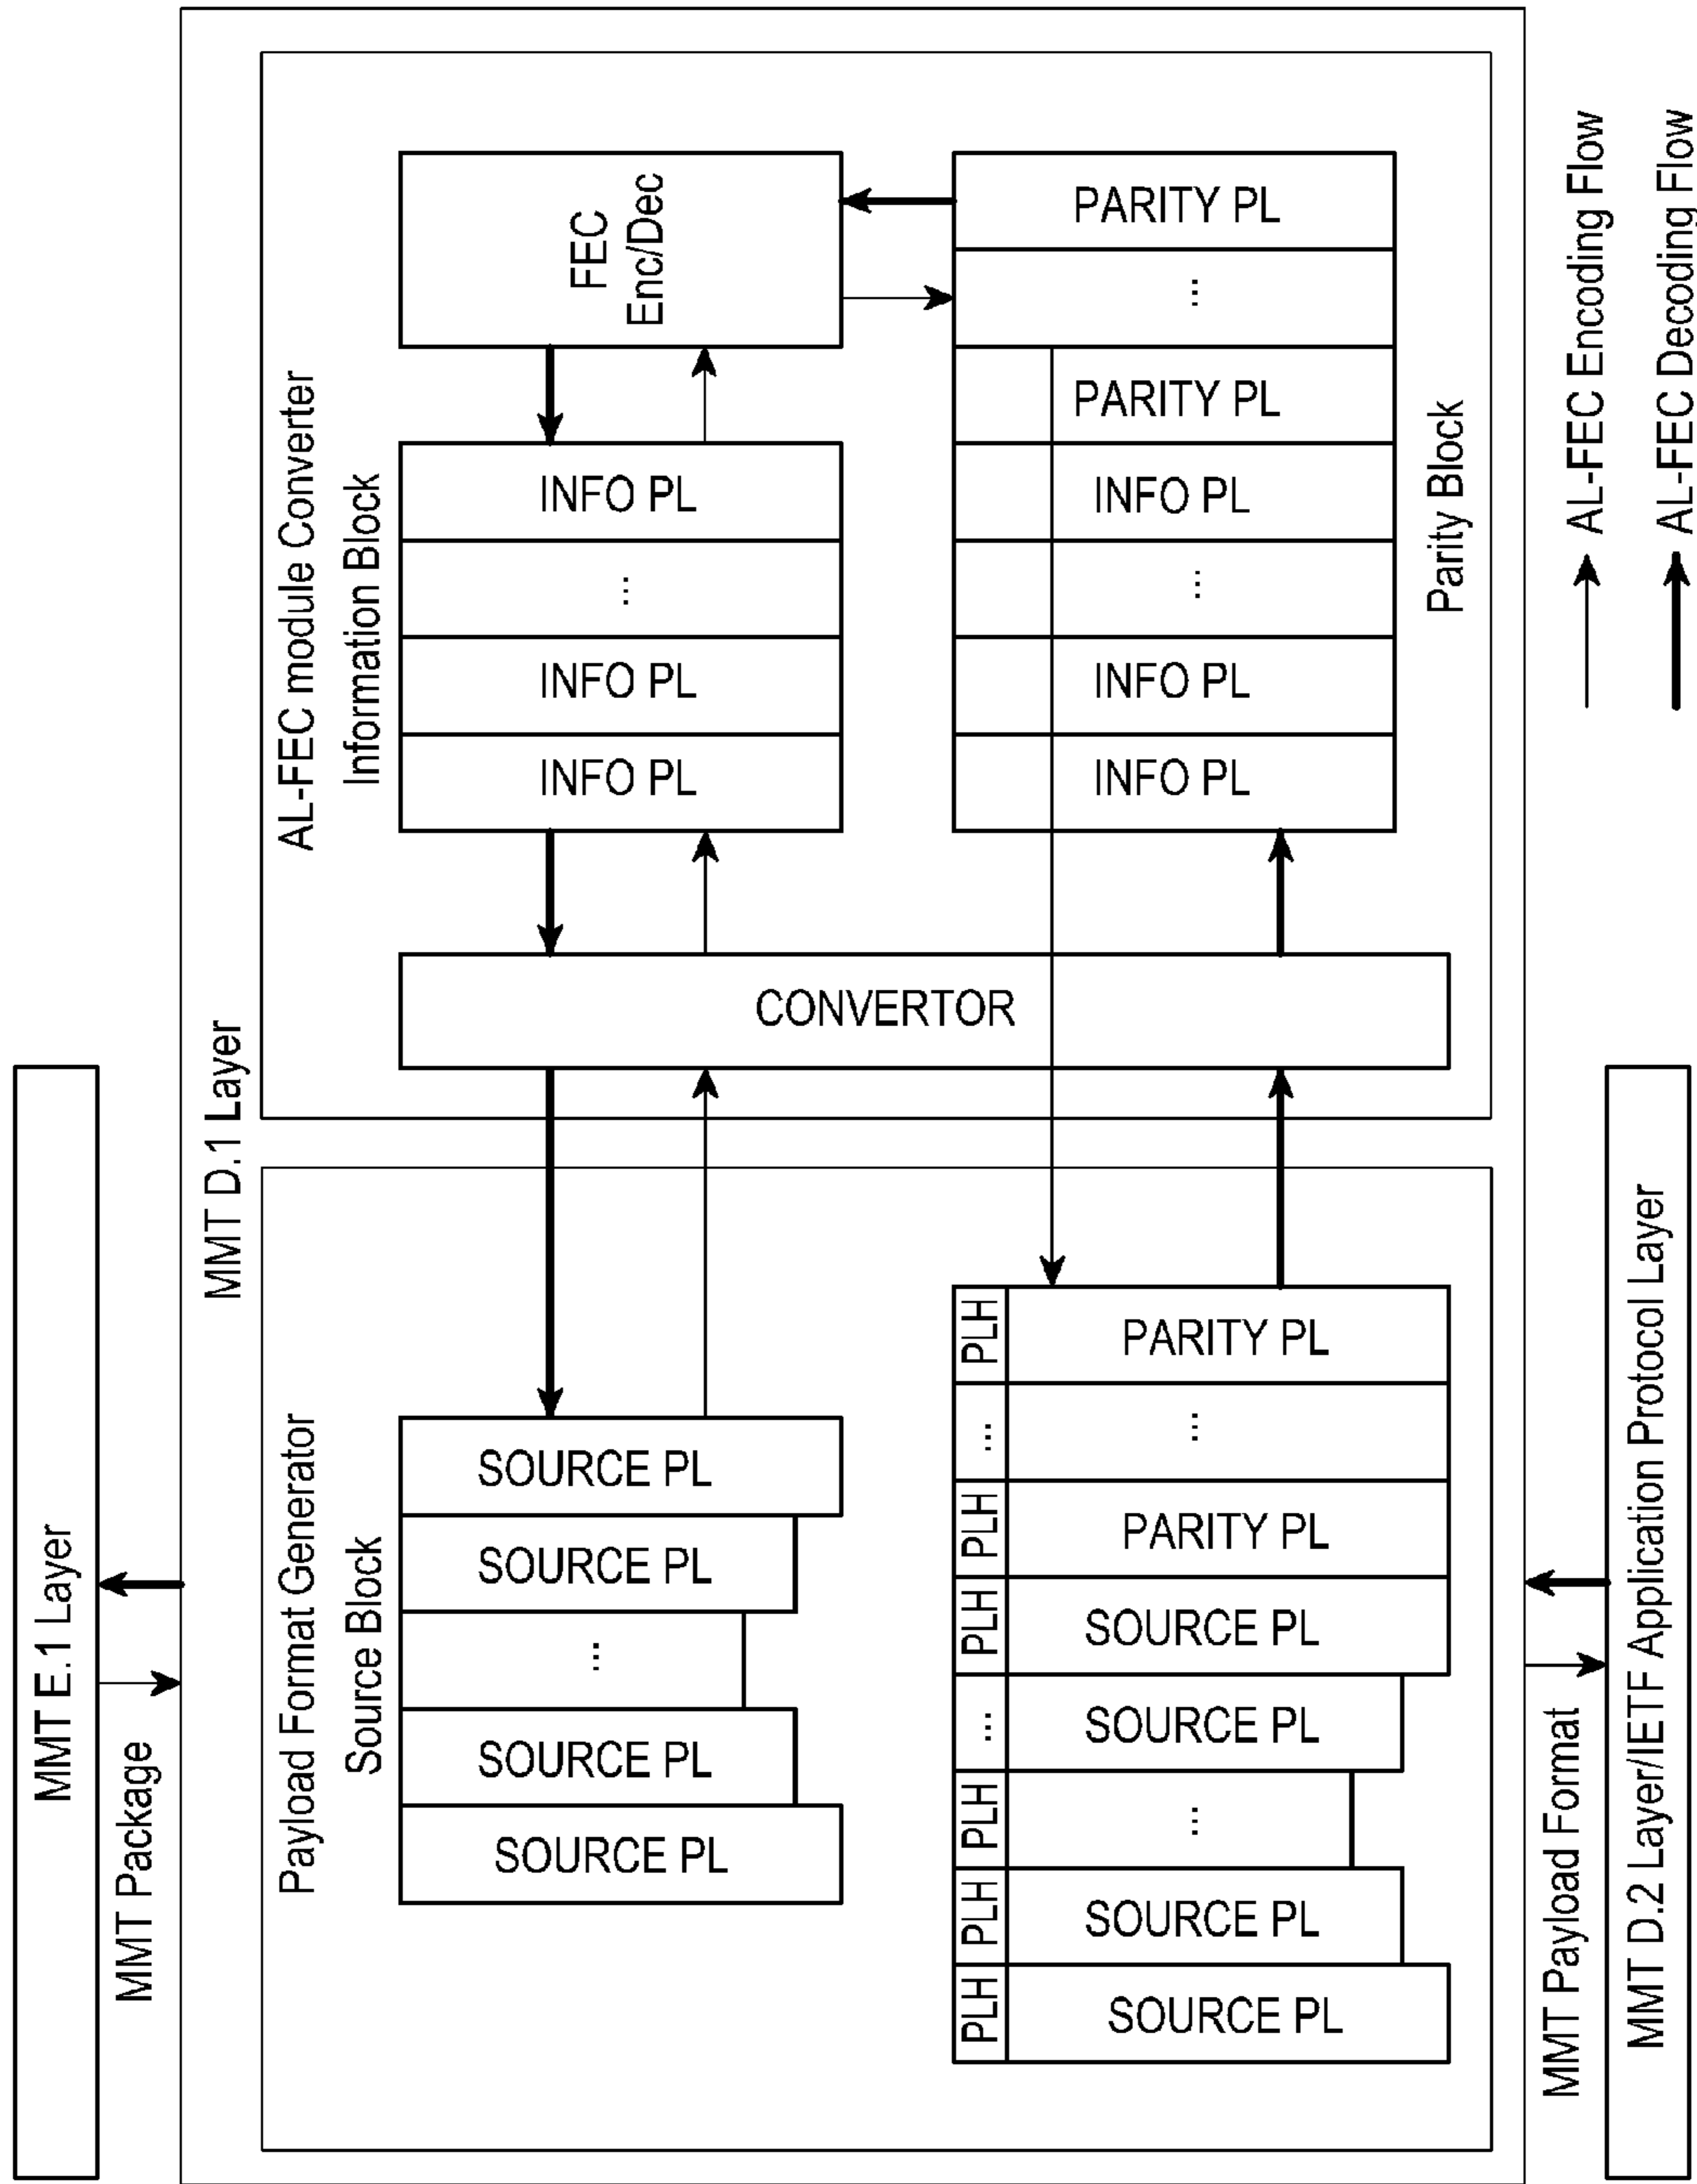 MMT E.1 Layer
MMT Package
MMT D.1 Layer
Payload Format Generator
Source Block
SOURCE PL
SOURCE PL
...
SOURCE PL
SOURCE PL
PLH
PLH
PLH
...
PLH
PLH
...
PLH
SOURCE PL
SOURCE PL
...
SOURCE PL
SOURCE PL
PARITY PL
...
PARITY PL
CONVERTOR
AL-FEC module Converter
Information Block
INFO PL
INFO PL
...
INFO PL
FEC
Enc/Dec
INFO PL
INFO PL
...
INFO PL
PARITY PL
...
PARITY PL
Parity Block
MMT Payload Format
AL-FEC Encoding Flow
MMT D.2 Layer/IETF Application Protocol Layer
AL-FEC Decoding Flow